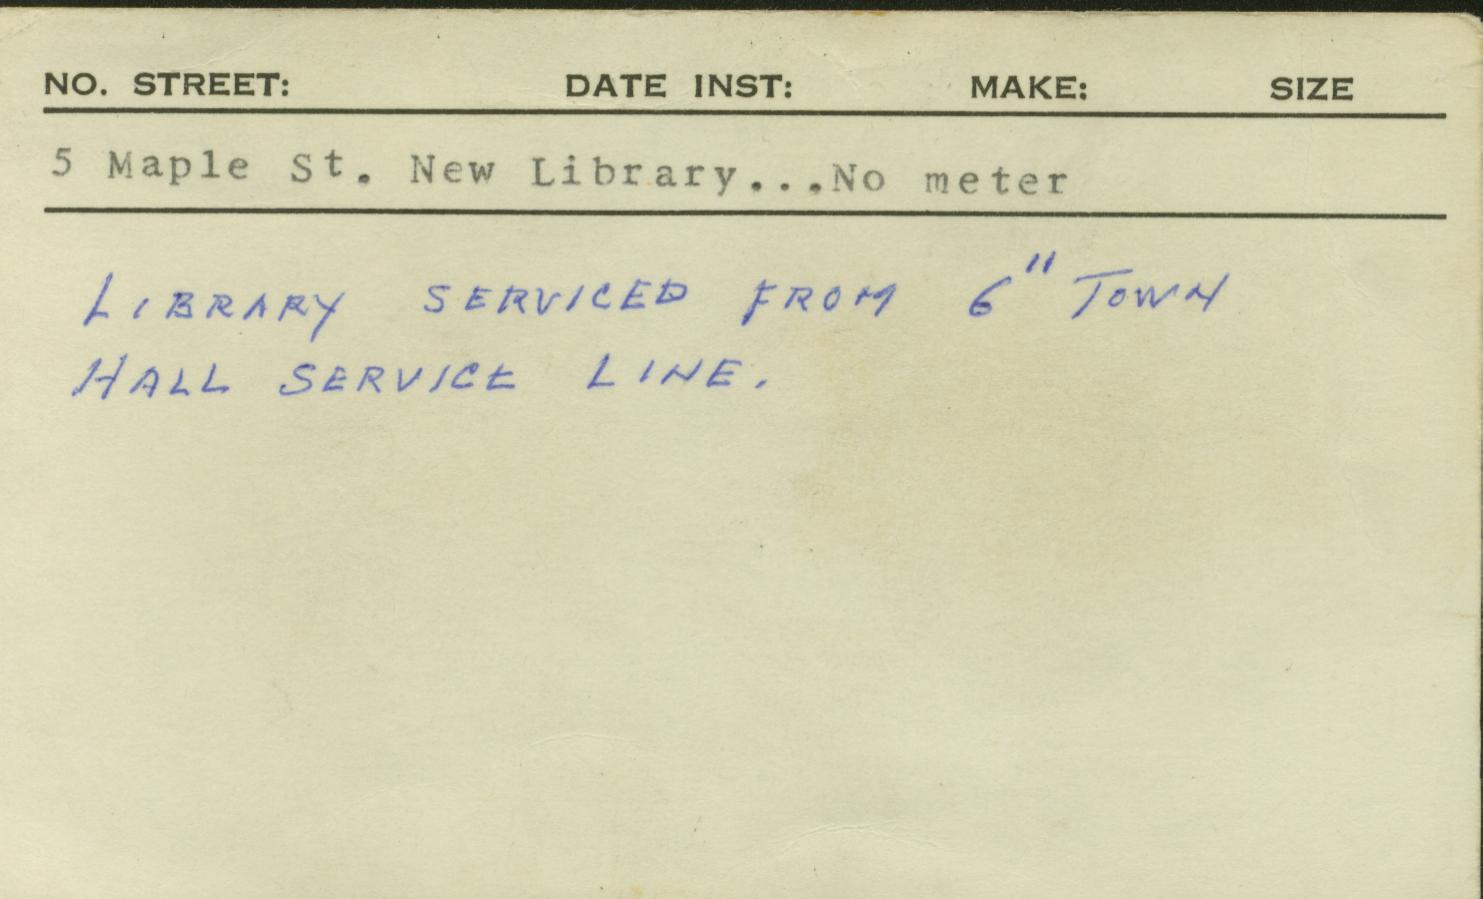 NO. STREET: DATE INST: MAKE: SIZE
5 Maple St. New Library...No meter
LIBRARY SERVICED FROM 6" TOWN
HALL SERVICE LINE.